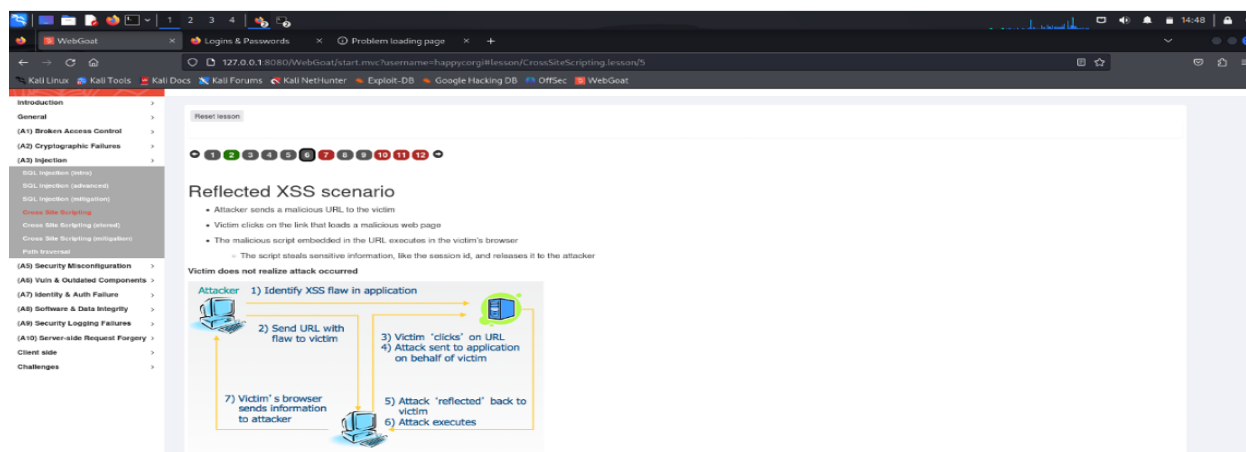 1 2 3 4
14:48
WebGoat
Logins & Passwords
Problem loading page
127.0.0.1:8080/WebGoat/start.mvc?username=happycorgi#lesson/CrossSiteScripting.lesson/5
Kali Linux Kali Tools Kali Docs Kali Forums Kali NetHunter Exploit-DB Google Hacking DB OffSec WebGoat
Introduction
General
(A1) Broken Access Control
(A2) Cryptographic Failures
(A3) Injection
SQL Injection (intro)
SQL Injection (advanced)
SQL Injection (mitigation)
Cross Site Scripting
Cross Site Scripting (stored)
Cross Site Scripting (mitigation)
Path traversal
(A5) Security Misconfiguration
(A6) Vuln & Outdated Components
(A7) Identity & Auth Failure
(A8) Software & Data Integrity
(A9) Security Logging Failures
(A10) Server-side Request Forgery
Client side
Challenges
Reset lesson
1 2 3 4 5 6 7 8 9 10 11 12
Reflected XSS scenario
Attacker sends a malicious URL to the victim
Victim clicks on the link that loads a malicious web page
The malicious script embedded in the URL executes in the victim's browser
The script steals sensitive information, like the session id, and releases it to the attacker
Victim does not realize attack occurred
Attacker
1) Identify XSS flaw in application
2) Send URL with
flaw to victim
3) Victim 'clicks' on URL
4) Attack sent to application
on behalf of victim
7) Victim's browser
sends information
to attacker
5) Attack 'reflected' back to
victim
6) Attack executes